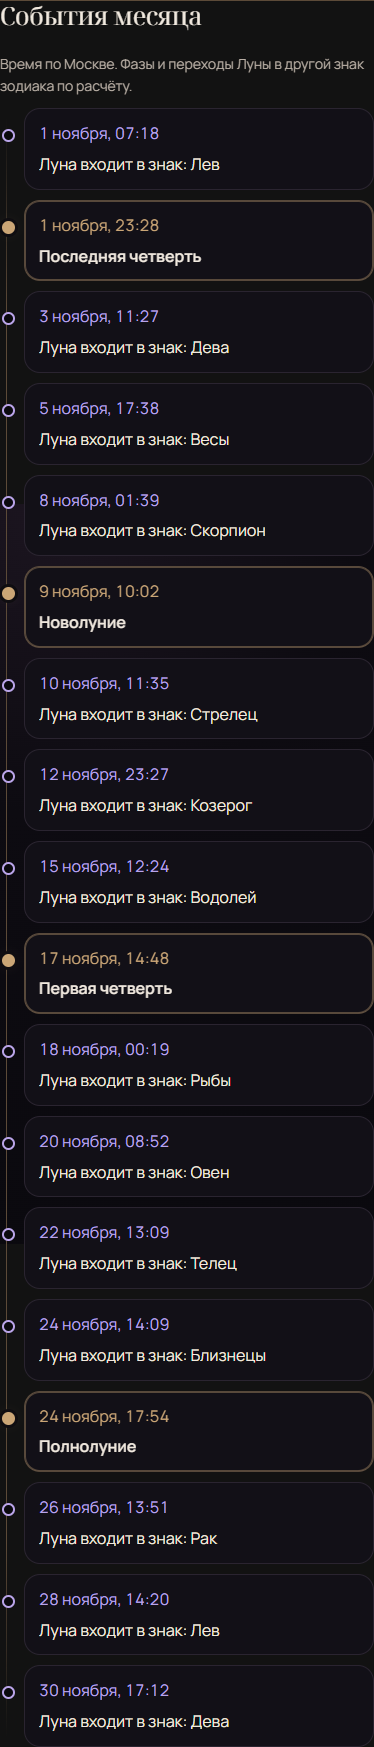 События месяца
Время по Москве. Фазы и переходы Луны в другой знак
зодиака по расчёту.
1 ноября, 07:18
Луна входит в знак: Лев
1 ноября, 23:28
Последняя четверть
3 ноября, 11:27
Луна входит в знак: Дева
5 ноября, 17:38
Луна входит в знак: Весы
8 ноября, 01:39
Луна входит в знак: Скорпион
9 ноября, 10:02
Новолуние
10 ноября, 11:35
Луна входит в знак: Стрелец
12 ноября, 23:27
Луна входит в знак: Козерог
15 ноября, 12:24
Луна входит в знак: Водолей
17 ноября, 14:48
Первая четверть
18 ноября, 00:19
Луна входит в знак: Рыбы
20 ноября, 08:52
Луна входит в знак: Овен
22 ноября, 13:09
Луна входит в знак: Телец
24 ноября, 14:09
Луна входит в знак: Близнецы
24 ноября, 17:54
Полнолуние
26 ноября, 13:51
Луна входит в знак: Рак
28 ноября, 14:20
Луна входит в знак: Лев
30 ноября, 17:12
Луна входит в знак: Дева